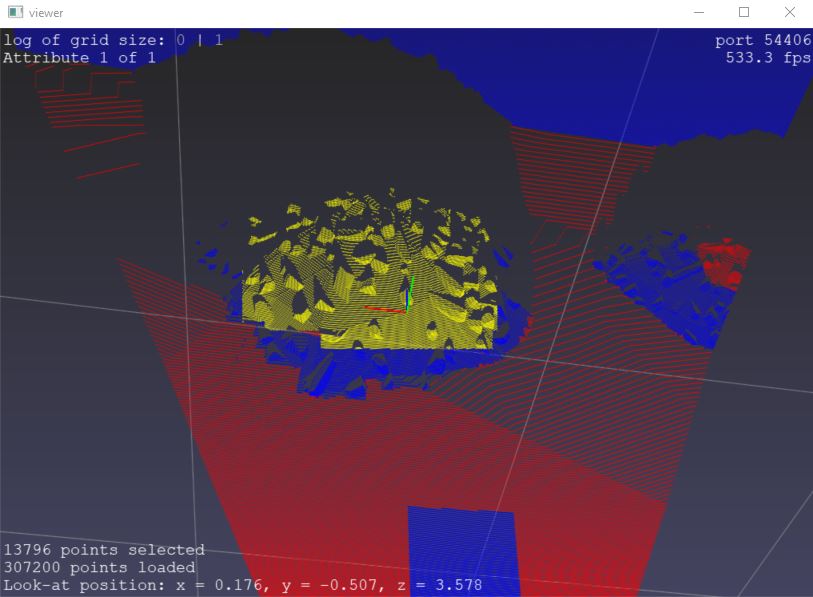 viewer
log of grid size: 0 | 1
port 54406
Attribute 1 of 1
533.3 fps
13796 points selected
307200 points loaded
Look-at position: x = 0.176, y = -0.507, z = 3.578